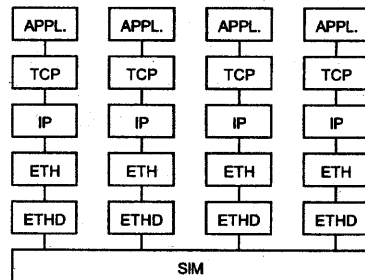 APPL. APPL. APPL. APPL.
TCP TCP TCP TCP
IP IP IP IP
ETH ETH ETH ETH
ETHD ETHD ETHD ETHD
SIM